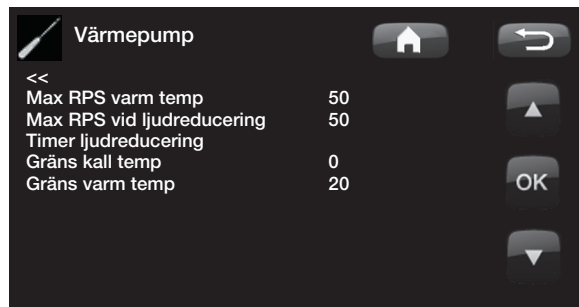 Värmepump
<<
Max RPS varm temp 50
Max RPS vid ljudreducering 50
Timer ljudreducering
Gräns kall temp 0
Gräns varm temp 20
OK